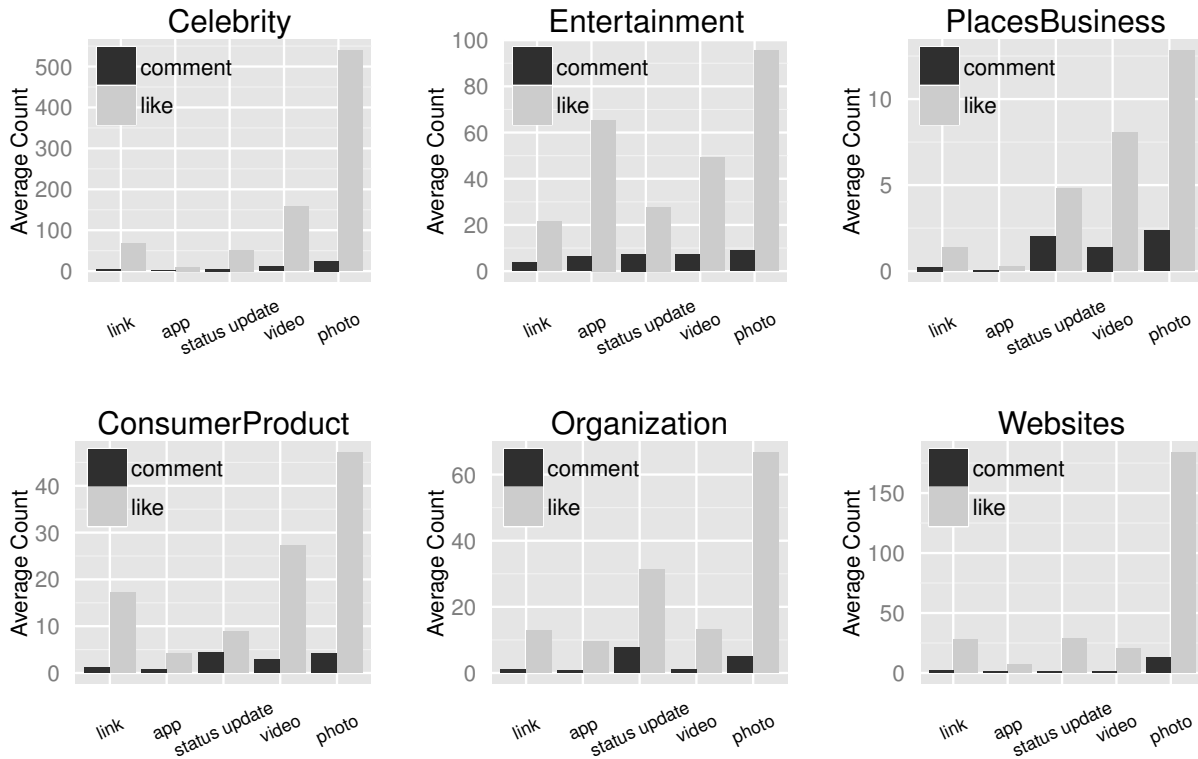 Celebrity
Average Count
500
400
300
200
100
0
comment
like
link
app
status update
video
photo
Entertainment
Average Count
100
80
60
40
20
0
comment
like
link
app
status update
video
photo
PlacesBusiness
Average Count
10
5
0
comment
like
link
app
status update
video
photo
ConsumerProduct
Average Count
40
30
20
10
0
comment
like
link
app
status update
video
photo
Organization
Average Count
60
40
20
0
comment
like
link
app
status update
video
photo
Websites
Average Count
150
100
50
0
comment
like
link
app
status update
video
photo